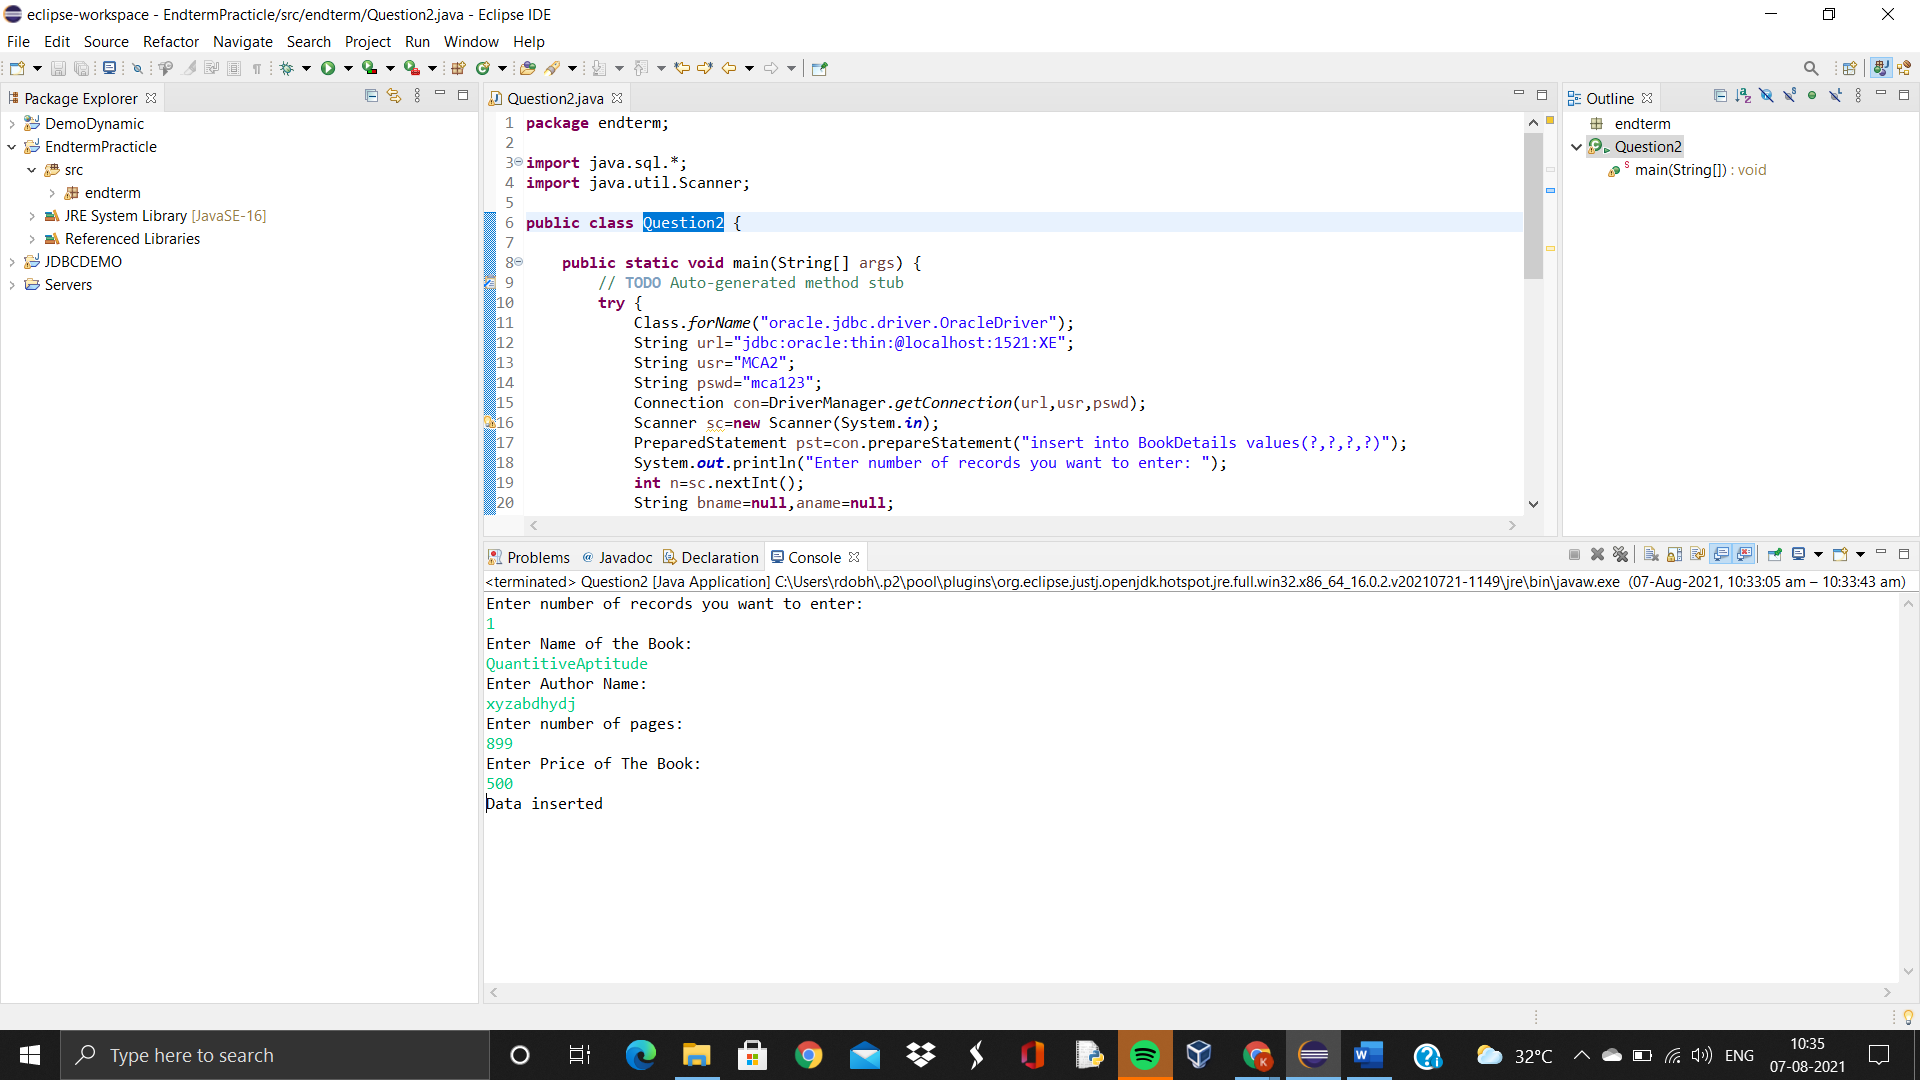 eclipse-workspace - EndtermPracticle/src/endterm/Question2.java - Eclipse IDE
File Edit Source Refactor Navigate Search Project Run Window Help
Package Explorer
DemoDynamic
EndtermPracticle
src
endterm
JRE System Library [JavaSE-16]
Referenced Libraries
JDBCDEMO
Servers
Question2.java
1 package endterm;
2
3 import java.sql.*;
4 import java.util.Scanner;
5
6 public class Question2 {
7
8 public static void main(String[] args) {
9 // TODO Auto-generated method stub
10 try {
11 Class.forName("oracle.jdbc.driver.OracleDriver");
12 String url="jdbc:oracle:thin:@localhost:1521:XE";
13 String usr="MCA2";
14 String pswd="mca123";
15 Connection con=DriverManager.getConnection(url,usr,pswd);
16 Scanner sc=new Scanner(System.in);
17 PreparedStatement pst=con.prepareStatement("insert into BookDetails values(?,?,?,?)");
18 System.out.println("Enter number of records you want to enter: ");
19 int n=sc.nextInt();
20 String bname=null,aname=null;
Outline
endterm
Question2
main(String[]) : void
Problems @ Javadoc Declaration Console
<terminated> Question2 [Java Application] C:\Users\rdobh\.p2\pool\plugins\org.eclipse.justj.openjdk.hotspot.jre.full.win32.x86_64_16.0.2.v20210721-1149\jre\bin\javaw.exe (07-Aug-2021, 10:33:05 am – 10:33:43 am)
Enter number of records you want to enter:
1
Enter Name of the Book:
QuantitiveAptitude
Enter Author Name:
xyzabdhydj
Enter number of pages:
899
Enter Price of The Book:
500
Data inserted
Type here to search
32°C
ENG
10:35
07-08-2021